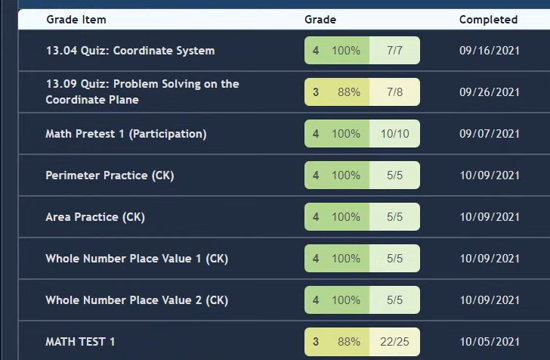 Grade Item Grade Completed
13.04 Quiz: Coordinate System 4 100% 7/7 09/16/2021
13.09 Quiz: Problem Solving on the
Coordinate Plane 3 88% 7/8 09/26/2021
Math Pretest 1 (Participation) 4 100% 10/10 09/07/2021
Perimeter Practice (CK) 4 100% 5/5 10/09/2021
Area Practice (CK) 4 100% 5/5 10/09/2021
Whole Number Place Value 1 (CK) 4 100% 5/5 10/09/2021
Whole Number Place Value 2 (CK) 4 100% 5/5 10/09/2021
MATH TEST 1 3 88% 22/25 10/05/2021